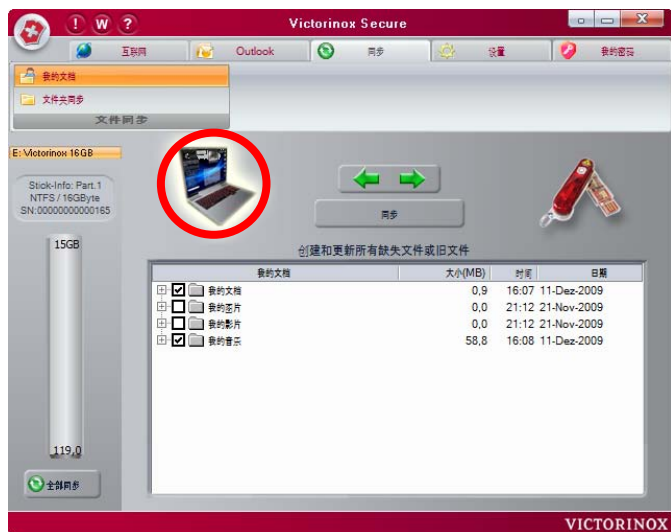 ! W ?
Victorinox Secure
互联网 Outlook 同步 设置 我的密码
我的文档
文件夹同步
文件同步
E: Victorinox 16GB
Stick-Info: Part.1
NTFS / 16GByte
SN:00000000000165
15GB
119,0
全部同步
同步
创建和更新所有缺失文件或旧文件
我的文档 大小(MB) 时间 日期
我的文档 0,9 16:07 11-Dez-2009
我的图片 0,0 21:12 21-Nov-2009
我的影片 0,0 21:12 21-Nov-2009
我的音乐 58,8 16:08 11-Dez-2009
VICTORINOX